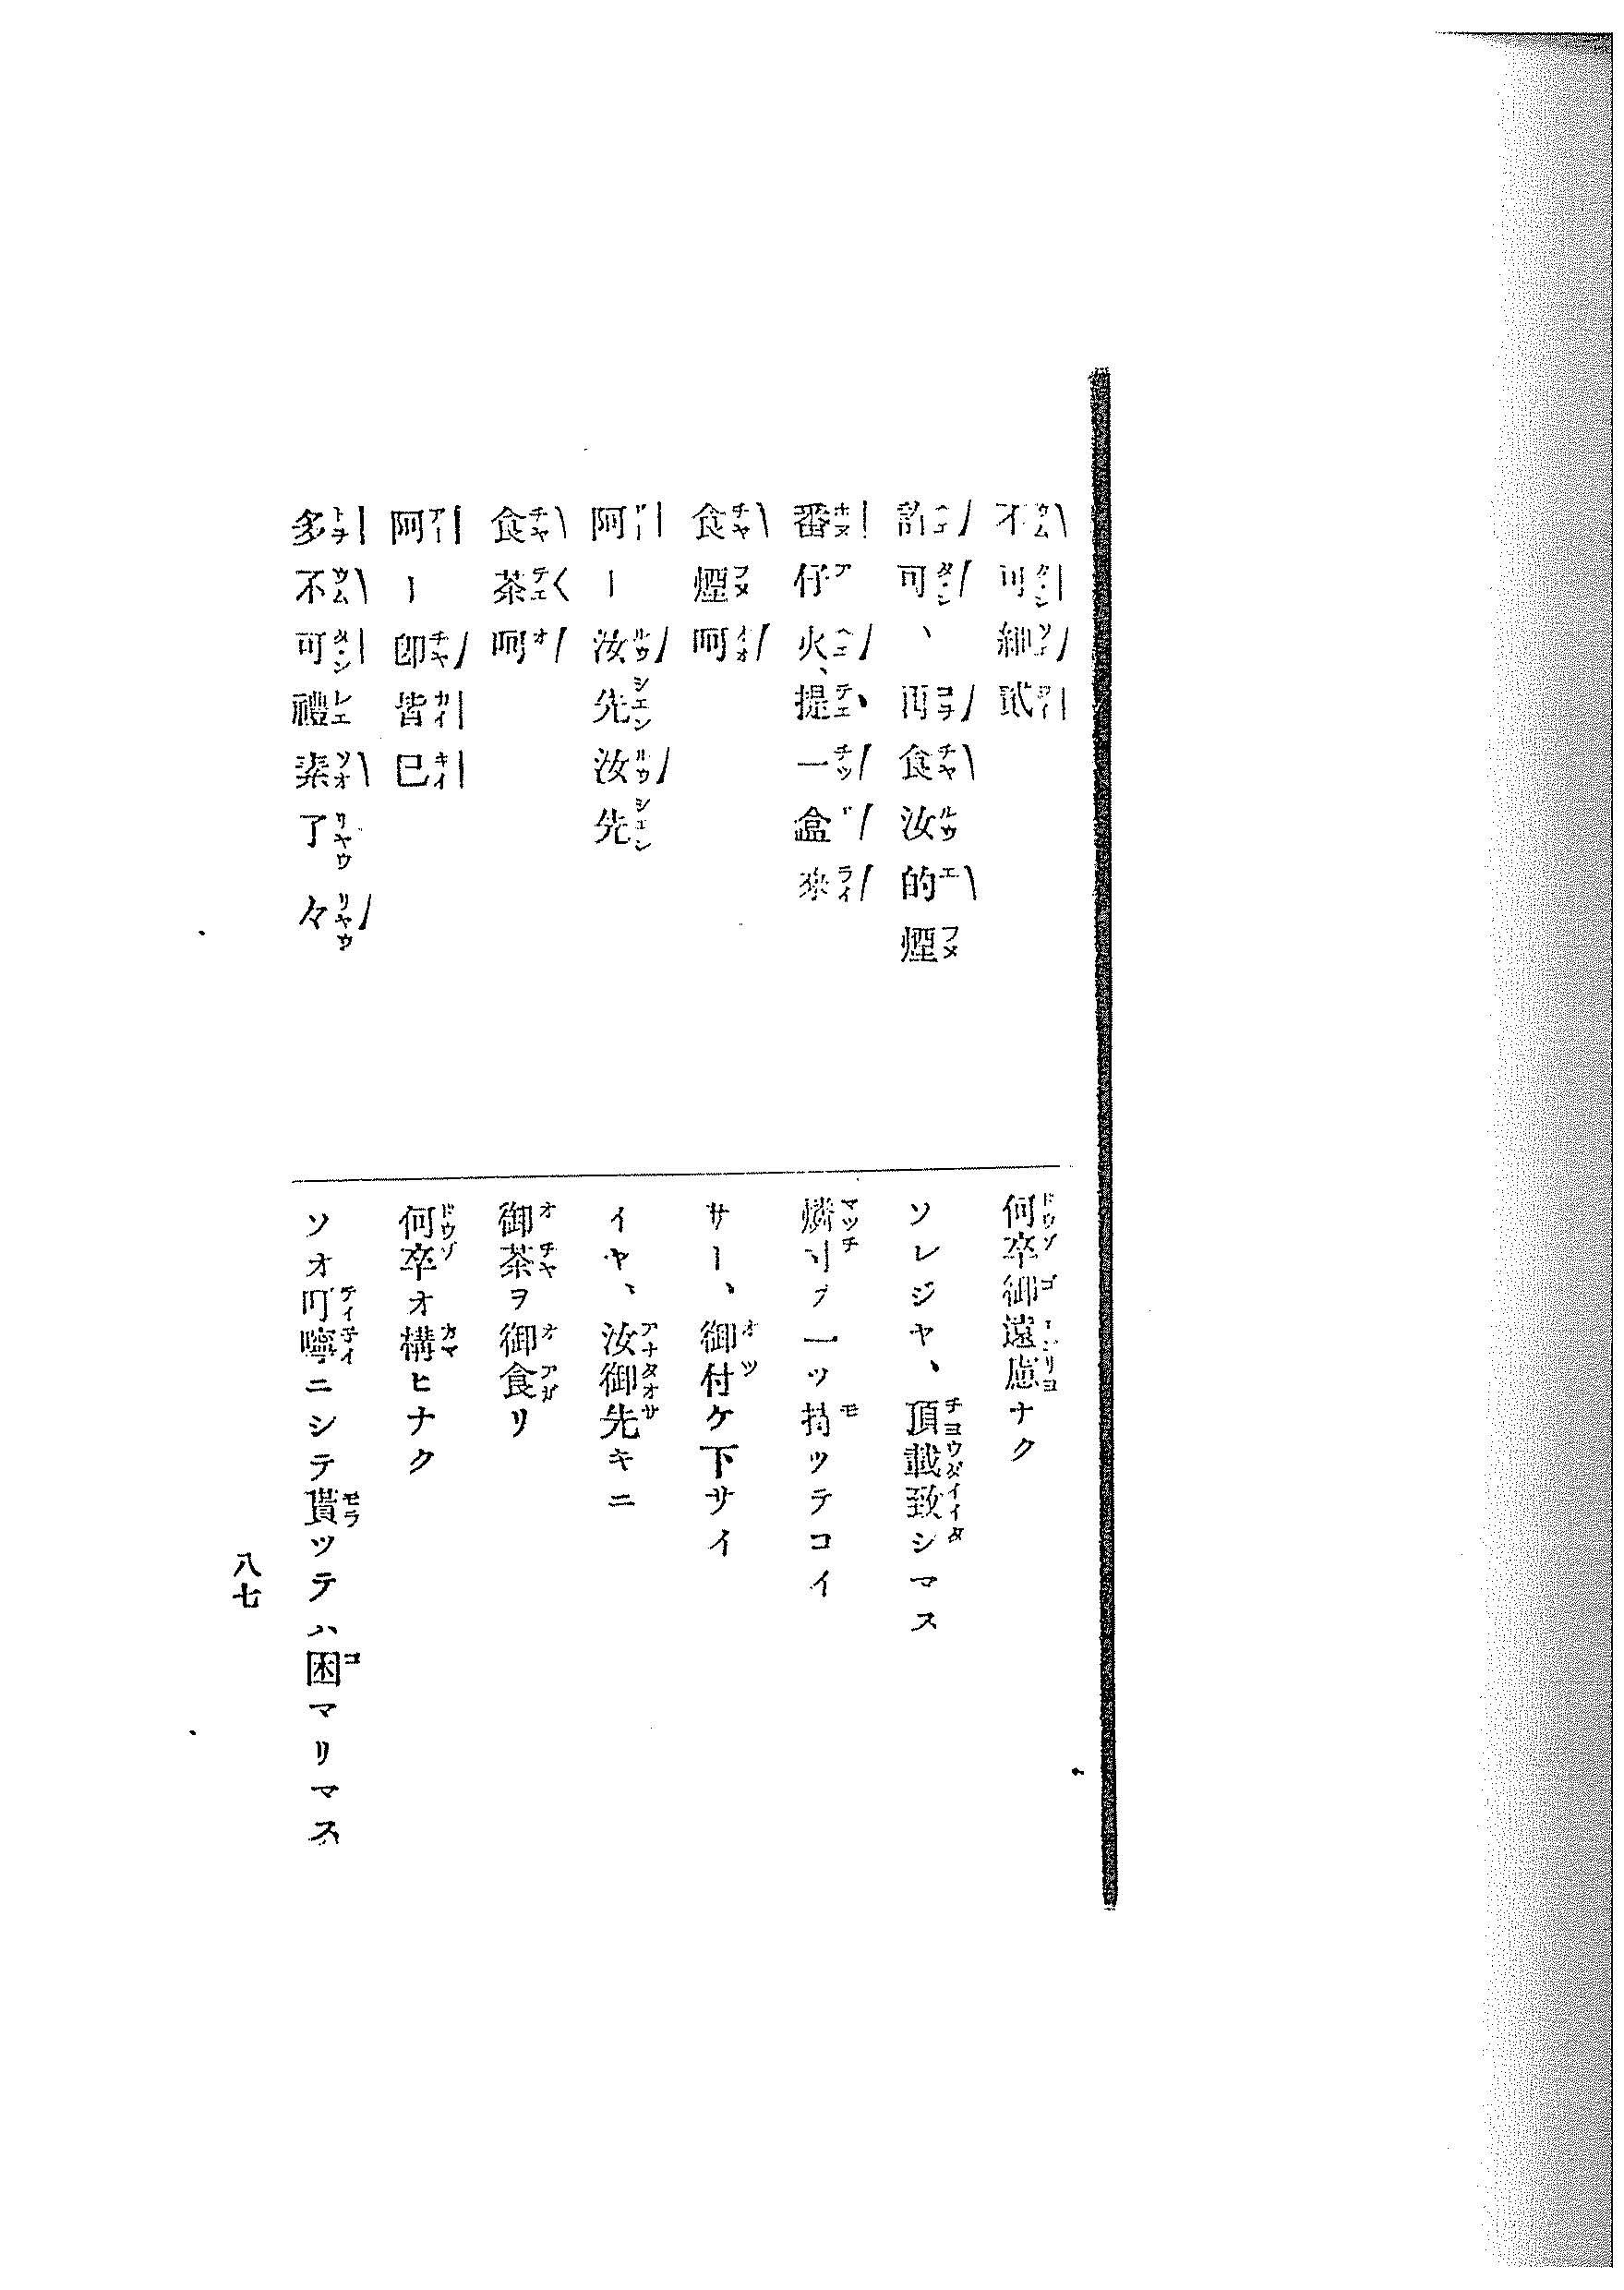 不可細貳
許可、再食汝的煙
番仔火、提一盒來
食煙呵
阿ー汝先汝先
食茶呵
阿ー卽皆巳
多不可禮素了々
何卒御遠慮ナク
ソレジヤ、頂載致シマス
燐寸ヲ一ツ持ツテコイ
サー、御付ケ下サイ
イヤ、汝御先キニ
御茶ヲ御食リ
何卒オ構ヒナク
ソオ叮嚀ニシテ貰ツテハ困マリマス
八七